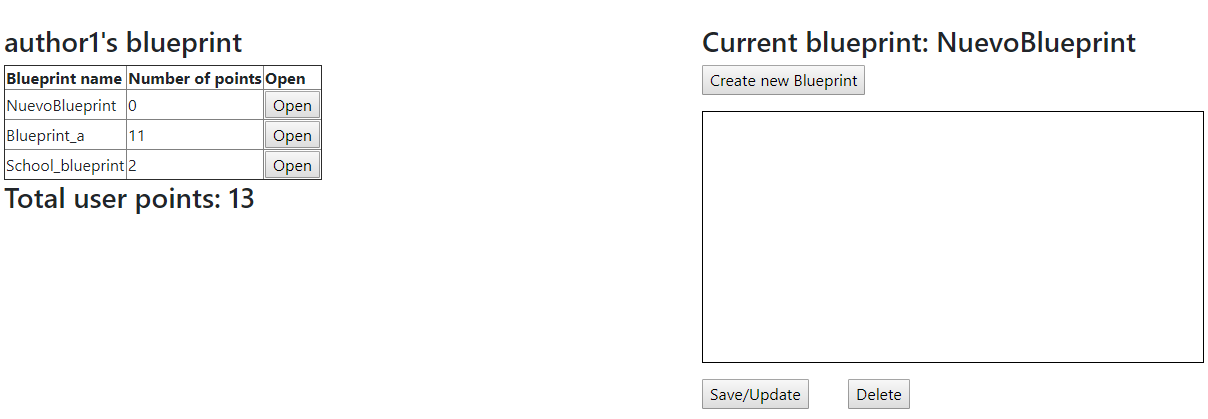 author1's blueprint
Blueprint name Number of points Open
NuevoBlueprint 0 Open
Blueprint_a 11 Open
School_blueprint 2 Open
Total user points: 13
Current blueprint: NuevoBlueprint
Create new Blueprint
Save/Update Delete